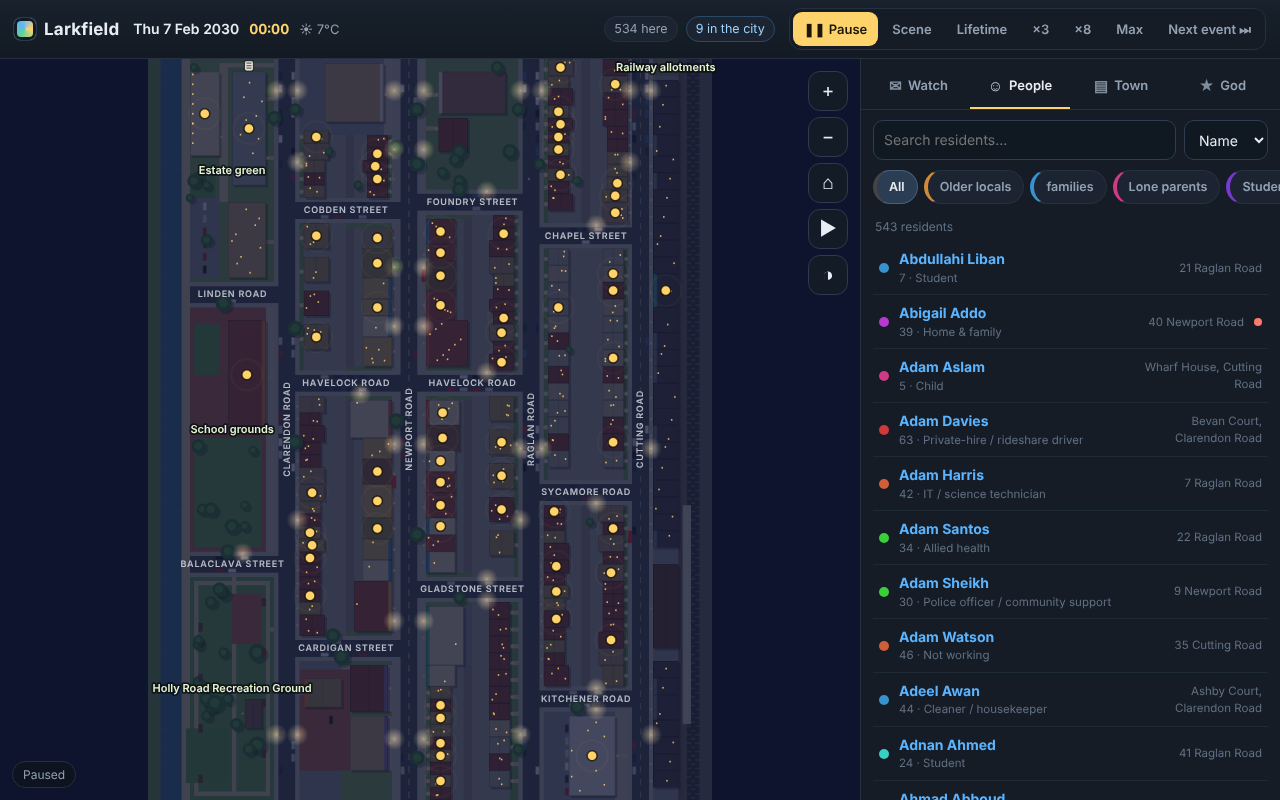 Larkfield
Thu 7 Feb 2030 00:00 ☀ 7°C
534 here
9 in the city
❚❚ Pause
Scene
Lifetime
×3
×8
Max
Next event ⏭
Railway allotments
Estate green
COBDEN STREET
FOUNDRY STREET
CHAPEL STREET
LINDEN ROAD
HAVELOCK ROAD
HAVELOCK ROAD
CLARENDON ROAD
NEWPORT ROAD
RAGLAN ROAD
CUTTING ROAD
School grounds
SYCAMORE ROAD
BALACLAVA STREET
GLADSTONE STREET
CARDIGAN STREET
Holly Road Recreation Ground
KITCHENER ROAD
Paused
+
−
Watch
People
Town
God
Search residents...
Name
All
Older locals
families
Lone parents
Studen
543 residents
Abdullahi Liban
7 · Student
21 Raglan Road
Abigail Addo
39 · Home & family
40 Newport Road
Adam Aslam
5 · Child
Wharf House, Cutting
Road
Adam Davies
63 · Private-hire / rideshare driver
Bevan Court,
Clarendon Road
Adam Harris
42 · IT / science technician
7 Raglan Road
Adam Santos
34 · Allied health
22 Raglan Road
Adam Sheikh
30 · Police officer / community support
9 Newport Road
Adam Watson
46 · Not working
35 Cutting Road
Adeel Awan
44 · Cleaner / housekeeper
Ashby Court,
Clarendon Road
Adnan Ahmed
24 · Student
41 Raglan Road
Ahmad Abboud